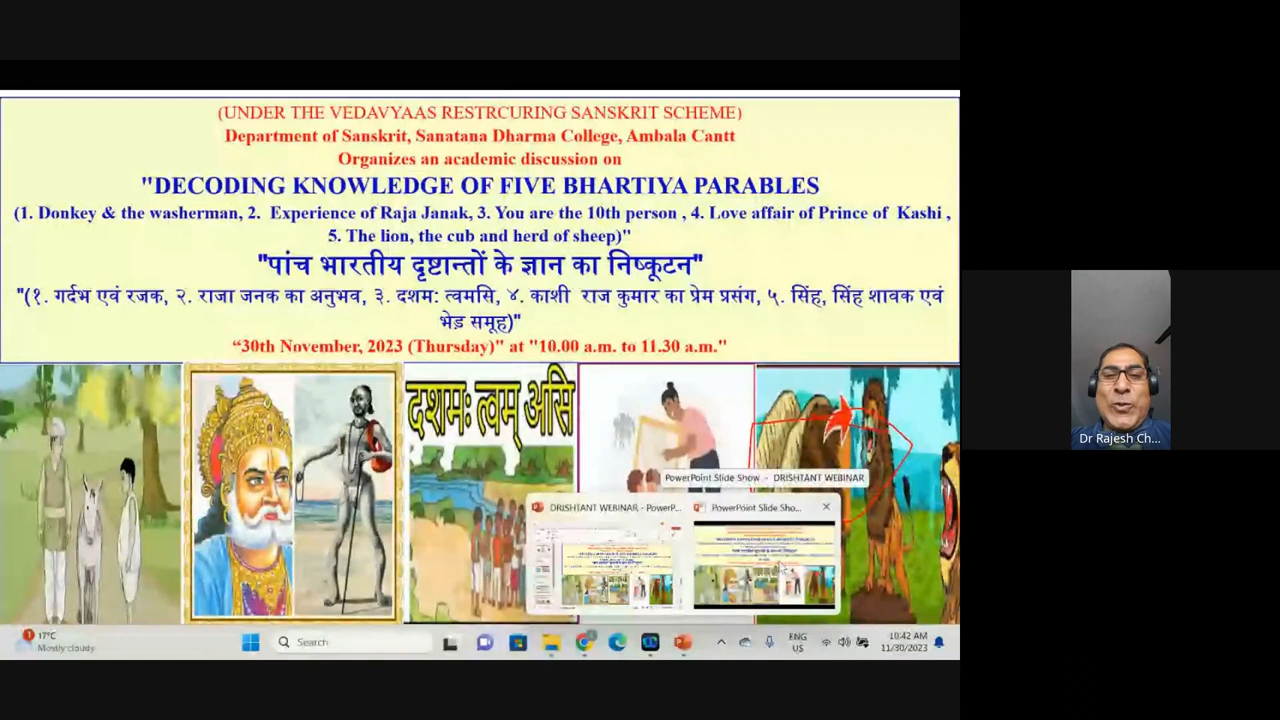 (UNDER THE VEDAVYAAS RESTRCURING SANSKRIT SCHEME)
Department of Sanskrit, Sanatana Dharma College, Ambala Cantt
Organizes an academic discussion on
"DECODING KNOWLEDGE OF FIVE BHARTIYA PARABLES
(1. Donkey & the washerman, 2. Experience of Raja Janak, 3. You are the 10th person , 4. Love affair of Prince of Kashi ,
5. The lion, the cub and herd of sheep)"
"पांच भारतीय दृष्टान्तों के ज्ञान का निष्कूटन"
"(१. गर्दभ एवं रजक, २. राजा जनक का अनुभव, ३. दशम: त्वमसि, ४. काशी राज कुमार का प्रेम प्रसंग, ५. सिंह, सिंह शावक एवं
भेड़ समूह)"
“30th November, 2023 (Thursday)" at "10.00 a.m. to 11.30 a.m."
दशमः त्वम् असि
PowerPoint Slide Show - DRISHTANT WEBINAR
DRISHTANT WEBINAR - PowerP...
PowerPoint Slide Sho...
Dr Rajesh Ch...
1
17°C
Mostly cloudy
Search
ENG
US
10:42 AM
11/30/2023